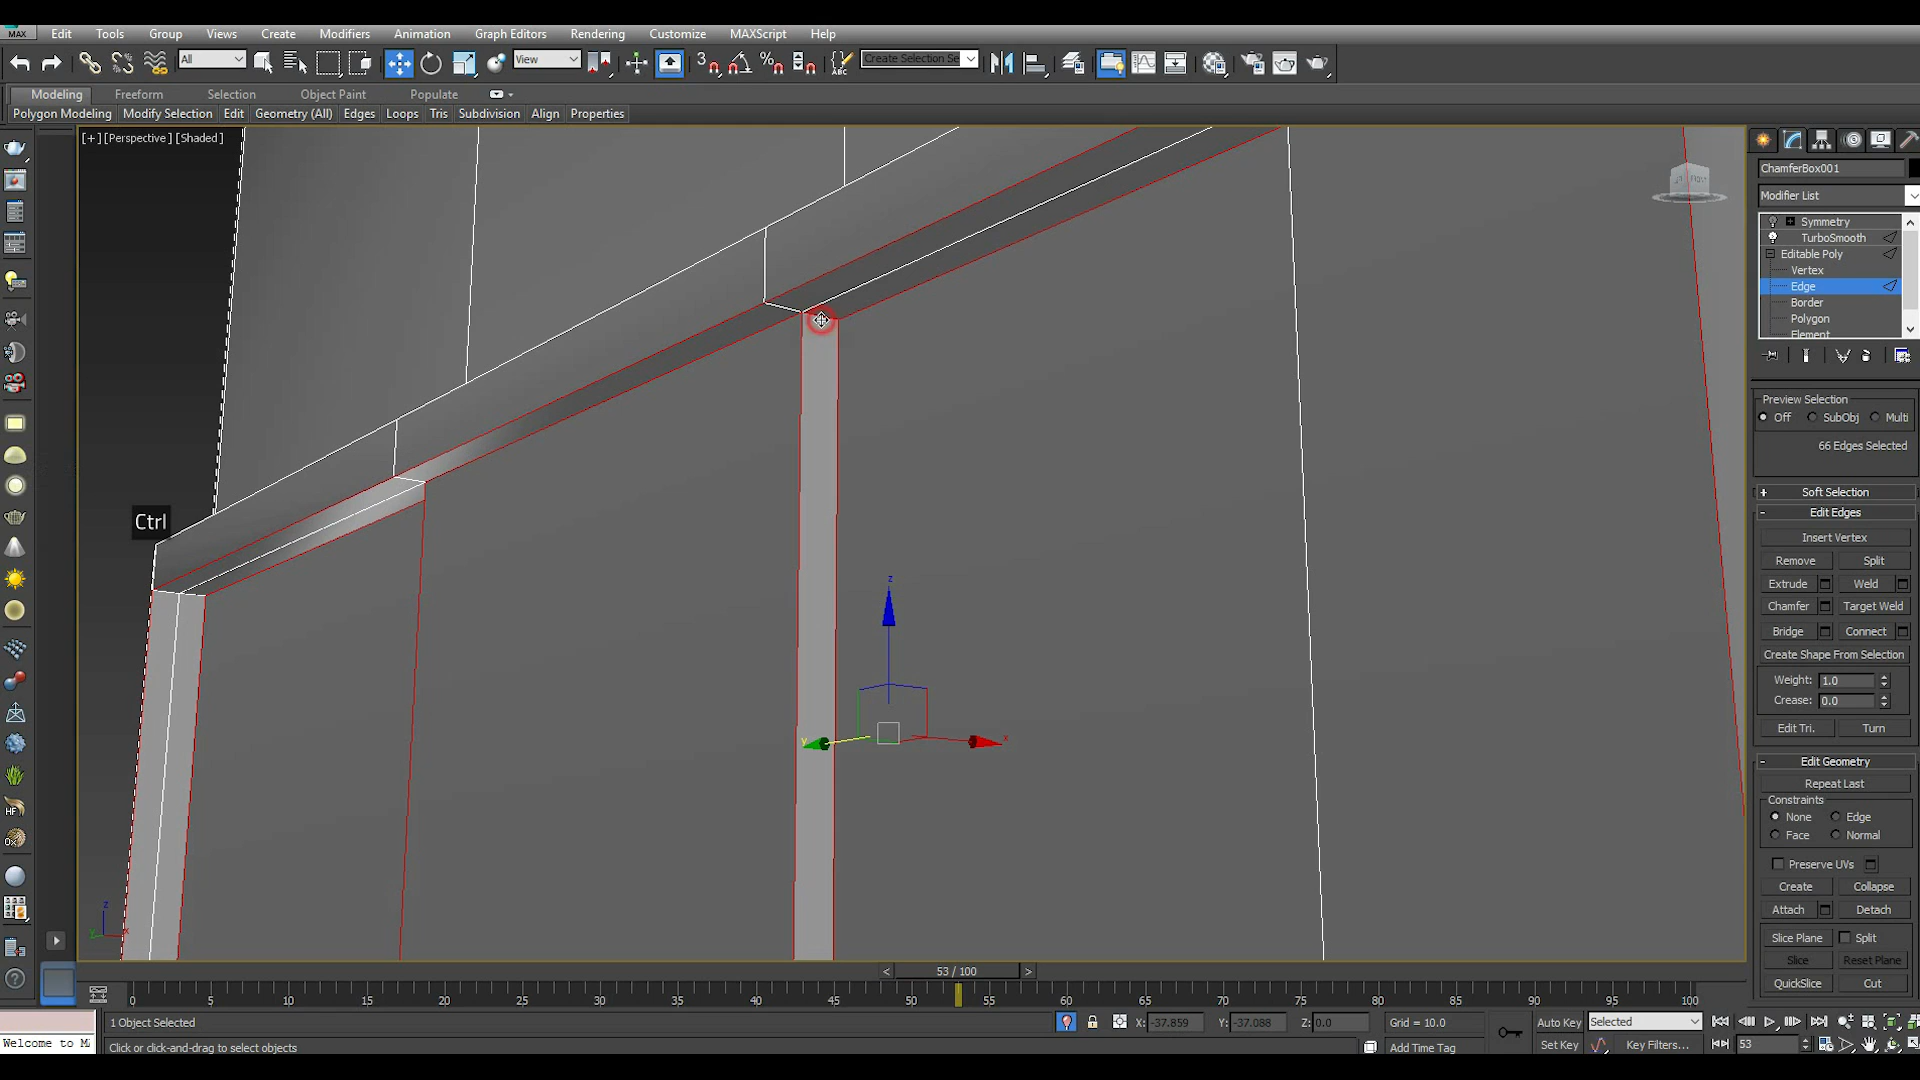 MAX Edit Tools Group Views Create Modifiers Animation Graph Editors Rendering Customize MAXScript Help
All View Create Selection Se
Modeling Freeform Selection Object Paint Populate
Polygon Modeling Modify Selection Edit Geometry (All) Edges Loops Tris Subdivision Align Properties
[+] [Perspective] [Shaded]
ChamferBox001
Modifier List
Symmetry
TurboSmooth
Editable Poly
Vertex
Edge
Border
Polygon
Element
Preview Selection
Off SubObj Multi
66 Edges Selected
+ Soft Selection
- Edit Edges
Insert Vertex
Remove Split
Extrude Weld
Chamfer Target Weld
Bridge Connect
Create Shape From Selection
Weight: 1.0
Crease: 0.0
Edit Tri. Turn
- Edit Geometry
Repeat Last
Constraints
None Edge
Face Normal
Preserve UVs
Create Collapse
Attach Detach
Slice Plane Split
Slice Reset Plane
QuickSlice Cut
Ctrl
z
y x
z
x
HF
< 53 / 100 >
0 5 10 15 20 25 30 35 40 45 50 55 60 65 70 75 80 85 90 95 100
1 Object Selected X: -37.859 Y: -37.088 Z: 0.0 Grid = 10.0 Auto Key Selected
Welcome to MA Click or click-and-drag to select objects Add Time Tag Set Key Key Filters... 53